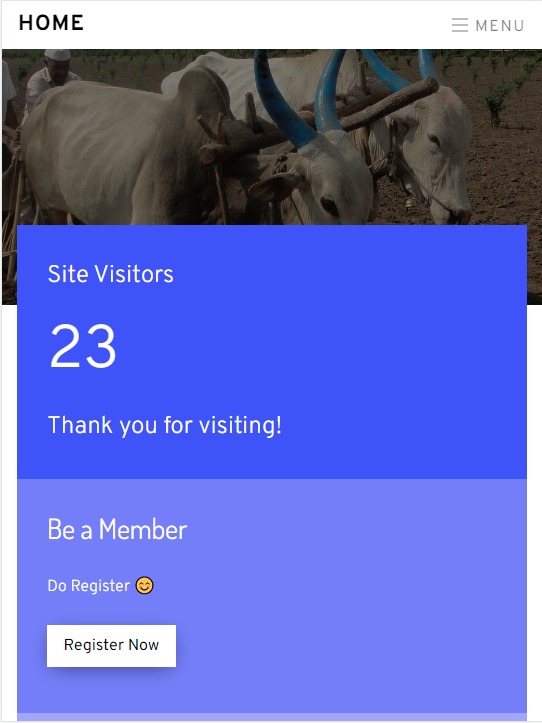 HOME
MENU
Site Visitors
23
Thank you for visiting!
Be a Member
Do Register 😊
Register Now